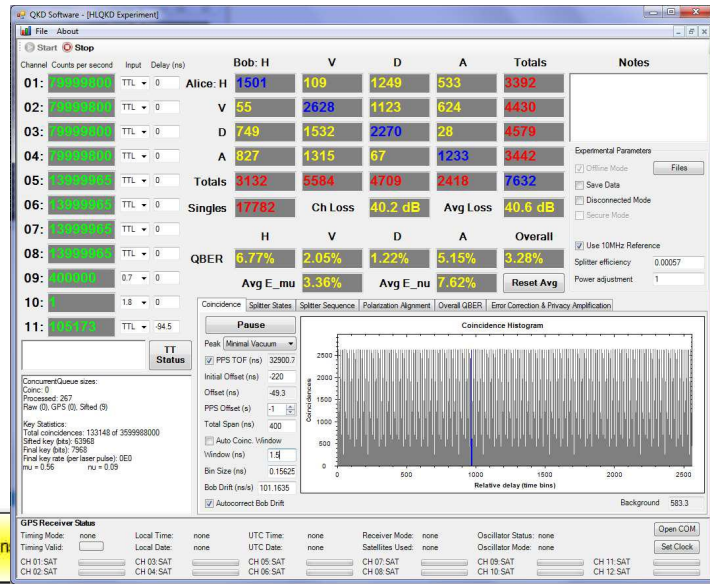 QKD Software - [HLQKD Experiment]
File About
Start Stop
Channel Counts per second Input Delay (ns) Bob: H V D A Totals Notes
01: 79999800 TTL 0 Alice: H 1501 109 1249 533 3392
02: 79999800 TTL 0 V 55 2628 1123 624 4430
03: 79999800 TTL 0 D 749 1532 2270 28 4579
04: 79999800 TTL 0 A 827 1315 67 1233 3442
05: 13999965 TTL 0 Totals 3132 5584 4709 2418 7632
06: 13999965 TTL 0 Singles 17782 Ch Loss 40.2 dB Avg Loss 40.6 dB
07: 13999965 TTL 0
08: 13999965 TTL 0
H V D A Overall
QBER 6.77% 2.05% 1.22% 5.15% 3.28%
09: 400000 0.7 0 Avg E_mu 3.36% Avg E_nu 7.62% Reset Avg
10: 1 1.8 0
11: 105173 TTL -94.5
Experimental Parameters
Offline Mode Files
Save Data
Disconnected Mode
Secure Mode
Use 10MHz Reference
Splitter efficiency 0.00057
Power adjustment 1
TT
Status
ConcurrentQueue sizes:
Coinc: 0
Processed: 267
Raw (0), GPS (0), Sifted (9)
Key Statistics:
Total coincidences: 133148 of 3599988000
Sifted key (bits): 63968
Final key (bits): 7968
Final key rate (per laser pulse): 0E0
mu = 0.56 nu = 0.09
Coincidence Splitter States Splitter Sequence Polarization Alignment Overall QBER Error Correction & Privacy Amplification
Pause
Peak Minimal Vacuum
PPS TOF (ns) 32900.7
Initial Offset (ns) -220
Offset (ns) -49.3
PPS Offset (s) -1
Total Span (ns) 400
Auto Coinc. Window
Window (ns) 1.5
Bin Size (ns) 0.15625
Bob Drift (ns/s) 101.1635
Autocorrect Bob Drift
Coincidence Histogram
Coincidences
2500
2000
1500
1000
500
0
0 500 1000 1500 2000 2500
Relative delay (time bins)
Background 583.3
GPS Receiver Status
Timing Mode: none Local Time: none UTC Time: none Receiver Mode: none Oscillator Status: none Open COM
Timing Valid: Local Date: none UTC Date: none Satellites Used: none Oscillator Mode: none Set Clock
CH 01:SAT CH 03:SAT CH 05:SAT CH 07:SAT CH 09:SAT CH 11:SAT
CH 02:SAT CH 04:SAT CH 06:SAT CH 08:SAT CH 10:SAT CH 12:SAT